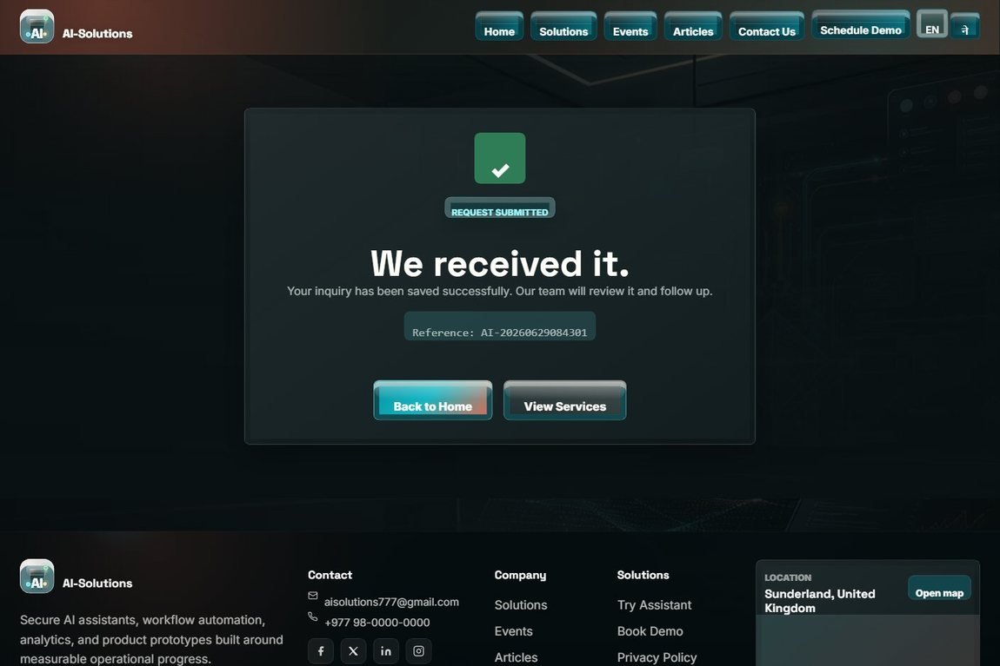 AI
AI-Solutions
Home
Solutions
Events
Articles
Contact Us
Schedule Demo
EN
ने
REQUEST SUBMITTED
We received it.
Your inquiry has been saved successfully. Our team will review it and follow up.
Reference: AI-20260629084301
Back to Home
View Services
AI
AI-Solutions
Secure AI assistants, workflow automation,
analytics, and product prototypes built around
measurable operational progress.
Contact
aisolutions777@gmail.com
+977 98-0000-0000
Company
Solutions
Events
Articles
Solutions
Try Assistant
Book Demo
Privacy Policy
LOCATION
Sunderland, United
Kingdom
Open map